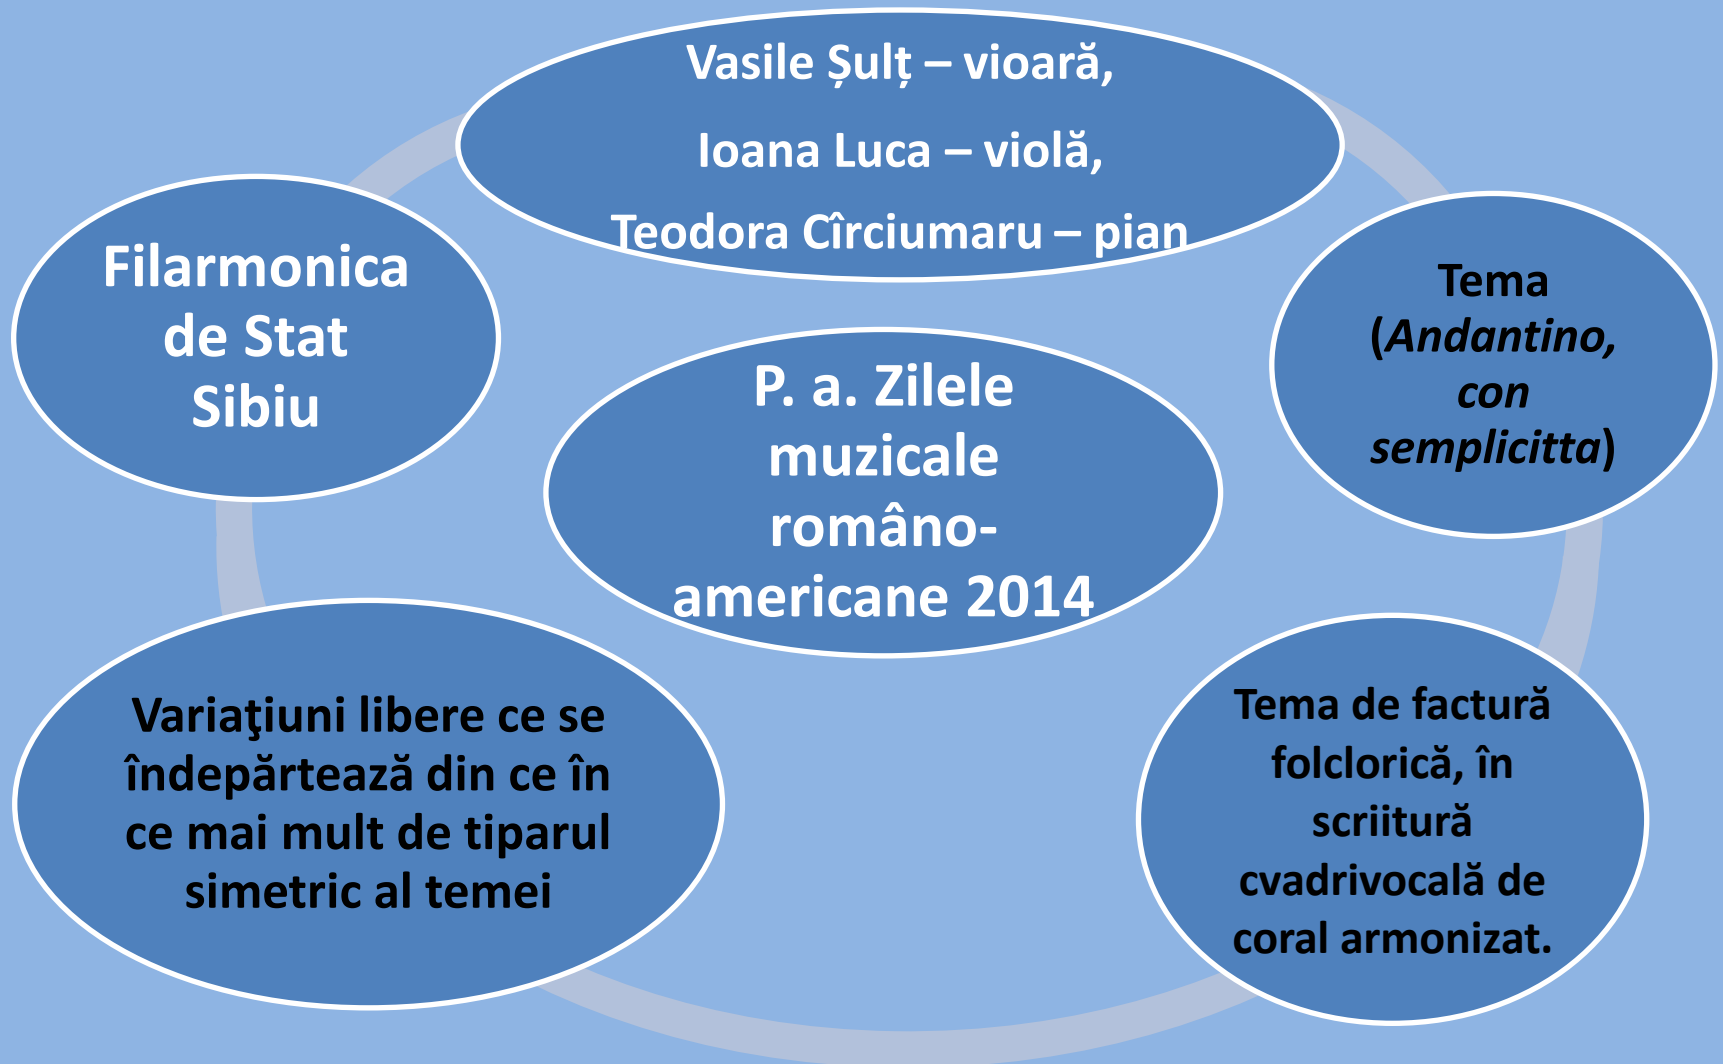 Vasile Șulț – vioară,
Ioana Luca – violă,
Teodora Cîrciumaru – pian
Filarmonica
de Stat
Sibiu
Tema
(Andantino,
con
semplicitta)
P. a. Zilele
muzicale
româno-
americane 2014
Variaţiuni libere ce se
îndepărtează din ce în
ce mai mult de tiparul
simetric al temei
Tema de factură
folclorică, în
scriitură
cvadrivocală de
coral armonizat.